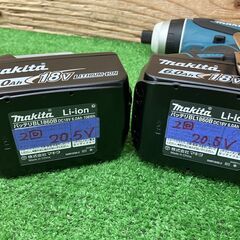 makita
18V
LITHIUM-ION
6.0Ah
18V
makita
Li-ion
バッテリBL1860B
DC18V 6.0Ah
2回
20.5V
株式会社 マキタ
makita
Li-ion
バッテリBL1860B
DC18V 6.0Ah
2回
20.5V
株式会社 マキタ